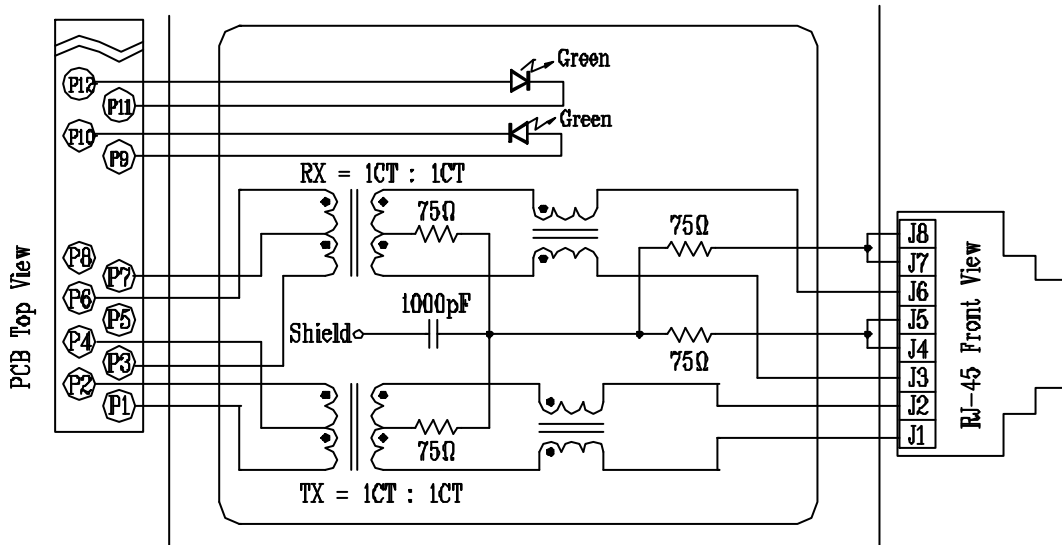 PCB Top View
P12
P11
P10
P9
P8
P7
P6
P5
P4
P3
P2
P1
Green
Green
RX = 1CT : 1CT
75Ω
75Ω
1000pF
Shield
75Ω
75Ω
TX = 1CT : 1CT
J8
J7
J6
J5
J4
J3
J2
J1
RJ-45 Front View